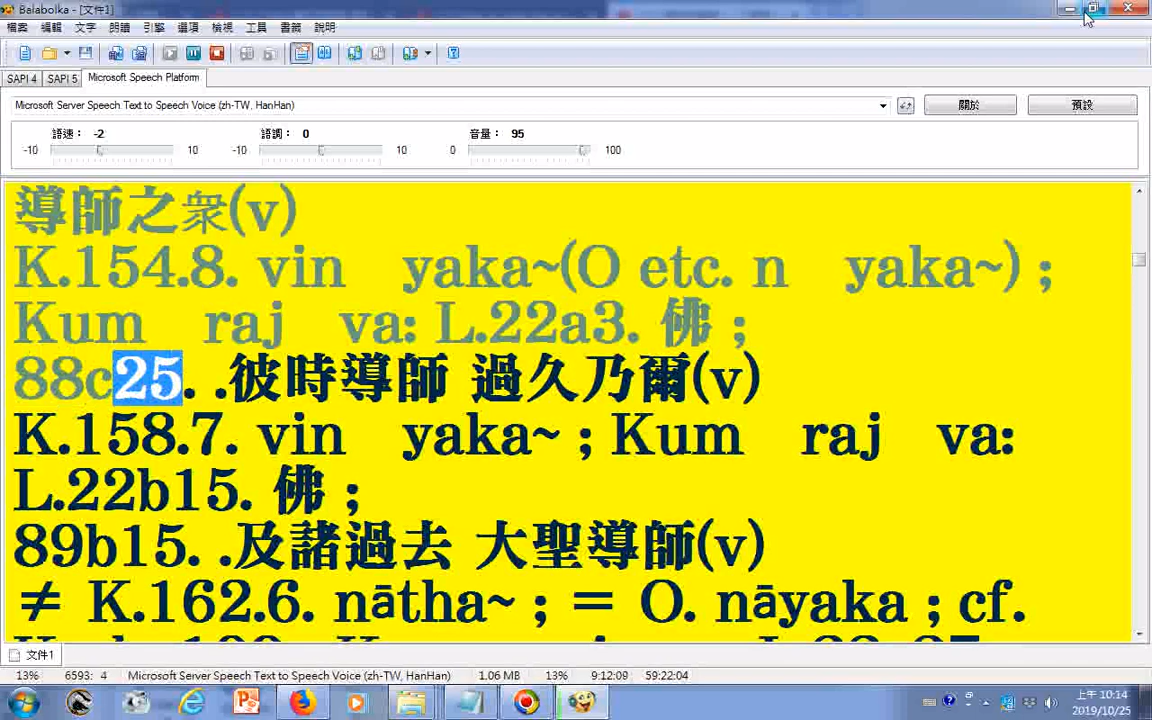 Balabolka - [文件1]
檔案 編輯 文字 朗讀 引擎 選項 檢視 工具 書籤 說明
SAPI 4 SAPI 5 Microsoft Speech Platform
Microsoft Server Speech Text to Speech Voice (zh-TW, HanHan) 關於 預設
語速： -2 語調： 0 音量： 95
-10 10 -10 10 0 100
導師之衆(v)
K.154.8. vin yaka~(O etc. n yaka~) ;
Kum raj va: L.22a3. 佛 ;
88c25. .彼時導師 過久乃爾(v)
K.158.7. vin yaka~ ; Kum raj va:
L.22b15. 佛 ;
89b15. .及諸過去 大聖導師(v)
≠ K.162.6. nātha~ ; = O. nāyaka ; cf.
文件1
13% 6593: 4 Microsoft Server Speech Text to Speech Voice (zh-TW, HanHan) 1.06 MB 13% 9:12:09 59:22:04
上午 10:14
2019/10/25